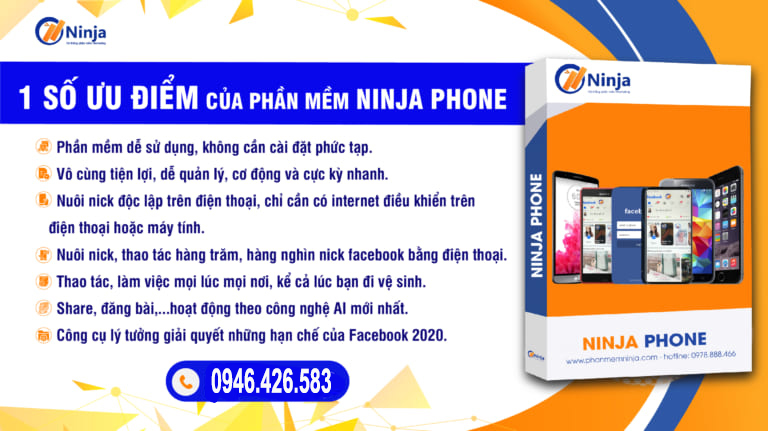 Ninja
1 SỐ ƯU ĐIỂM CỦA PHẦN MỀM NINJA PHONE
Phần mềm dễ sử dụng, không cần cài đặt phức tạp.
Vô cùng tiện lợi, dễ quản lý, cơ động và cực kỳ nhanh.
Nuôi nick độc lập trên điện thoại, chỉ cần có internet điều khiển trên
điện thoại hoặc máy tính.
Nuôi nick, thao tác hàng trăm, hàng nghìn nick facebook bằng điện thoại.
Thao tác, làm việc mọi lúc mọi nơi, kể cả lúc bạn đi vệ sinh.
Share, đăng bài,...hoạt động theo công nghệ AI mới nhất.
Công cụ lý tưởng giải quyết những hạn chế của Facebook 2020.
0946.426.583
Ninja
NINJA PHONE
NINJA PHONE
www.phanmemninja.com - hotline: 0978.888.466